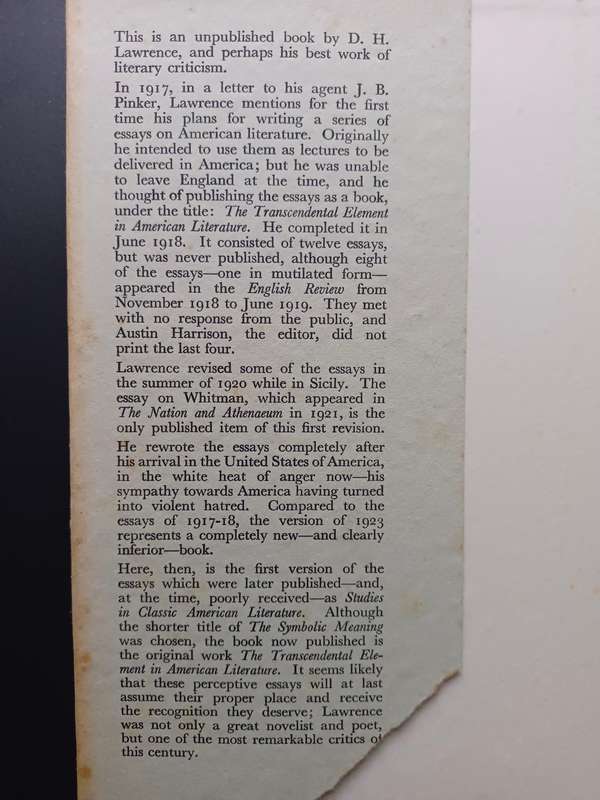 This is an unpublished book by D. H.
Lawrence, and perhaps his best work of
literary criticism.
In 1917, in a letter to his agent J. B.
Pinker, Lawrence mentions for the first
time his plans for writing a series of
essays on American literature. Originally
he intended to use them as lectures to be
delivered in America; but he was unable
to leave England at the time, and he
thought of publishing the essays as a book,
under the title: The Transcendental Element
in American Literature. He completed it in
June 1918. It consisted of twelve essays,
but was never published, although eight
of the essays—one in mutilated form—
appeared in the English Review from
November 1918 to June 1919. They met
with no response from the public, and
Austin Harrison, the editor, did not
print the last four.
Lawrence revised some of the essays in
the summer of 1920 while in Sicily. The
essay on Whitman, which appeared in
The Nation and Athenaeum in 1921, is the
only published item of this first revision.
He rewrote the essays completely after
his arrival in the United States of America,
in the white heat of anger now—his
sympathy towards America having turned
into violent hatred. Compared to the
essays of 1917-18, the version of 1923
represents a completely new—and clearly
inferior—book.
Here, then, is the first version of the
essays which were later published—and,
at the time, poorly received—as Studies
in Classic American Literature. Although
the shorter title of The Symbolic Meaning
was chosen, the book now published is
the original work The Transcendental Ele-
ment in American Literature. It seems likely
that these perceptive essays will at last
assume their proper place and receive
the recognition they deserve; Lawrence
was not only a great novelist and poet,
but one of the most remarkable critics of
this century.